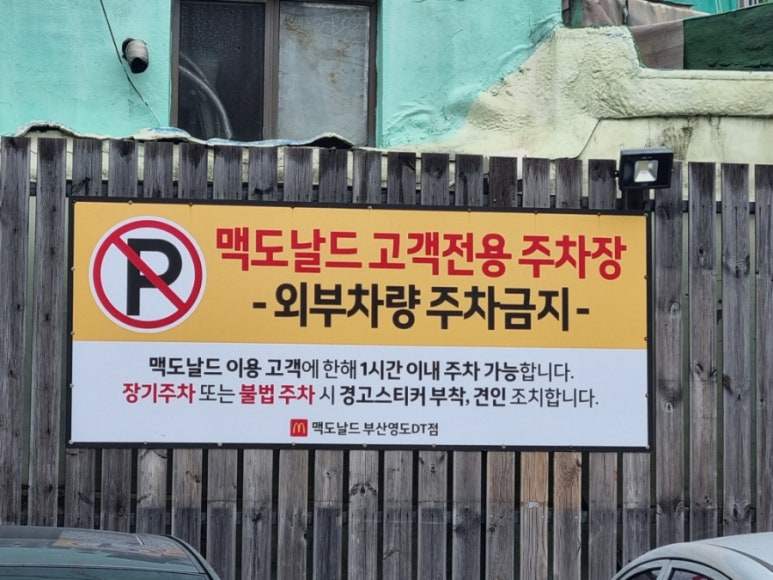 P
맥도날드 고객전용 주차장
- 외부차량 주차금지 -
맥도날드 이용 고객에 한해 1시간 이내 주차 가능합니다.
장기주차 또는 불법 주차 시 경고스티커 부착, 견인 조치합니다.
맥도날드 부산영도DT점